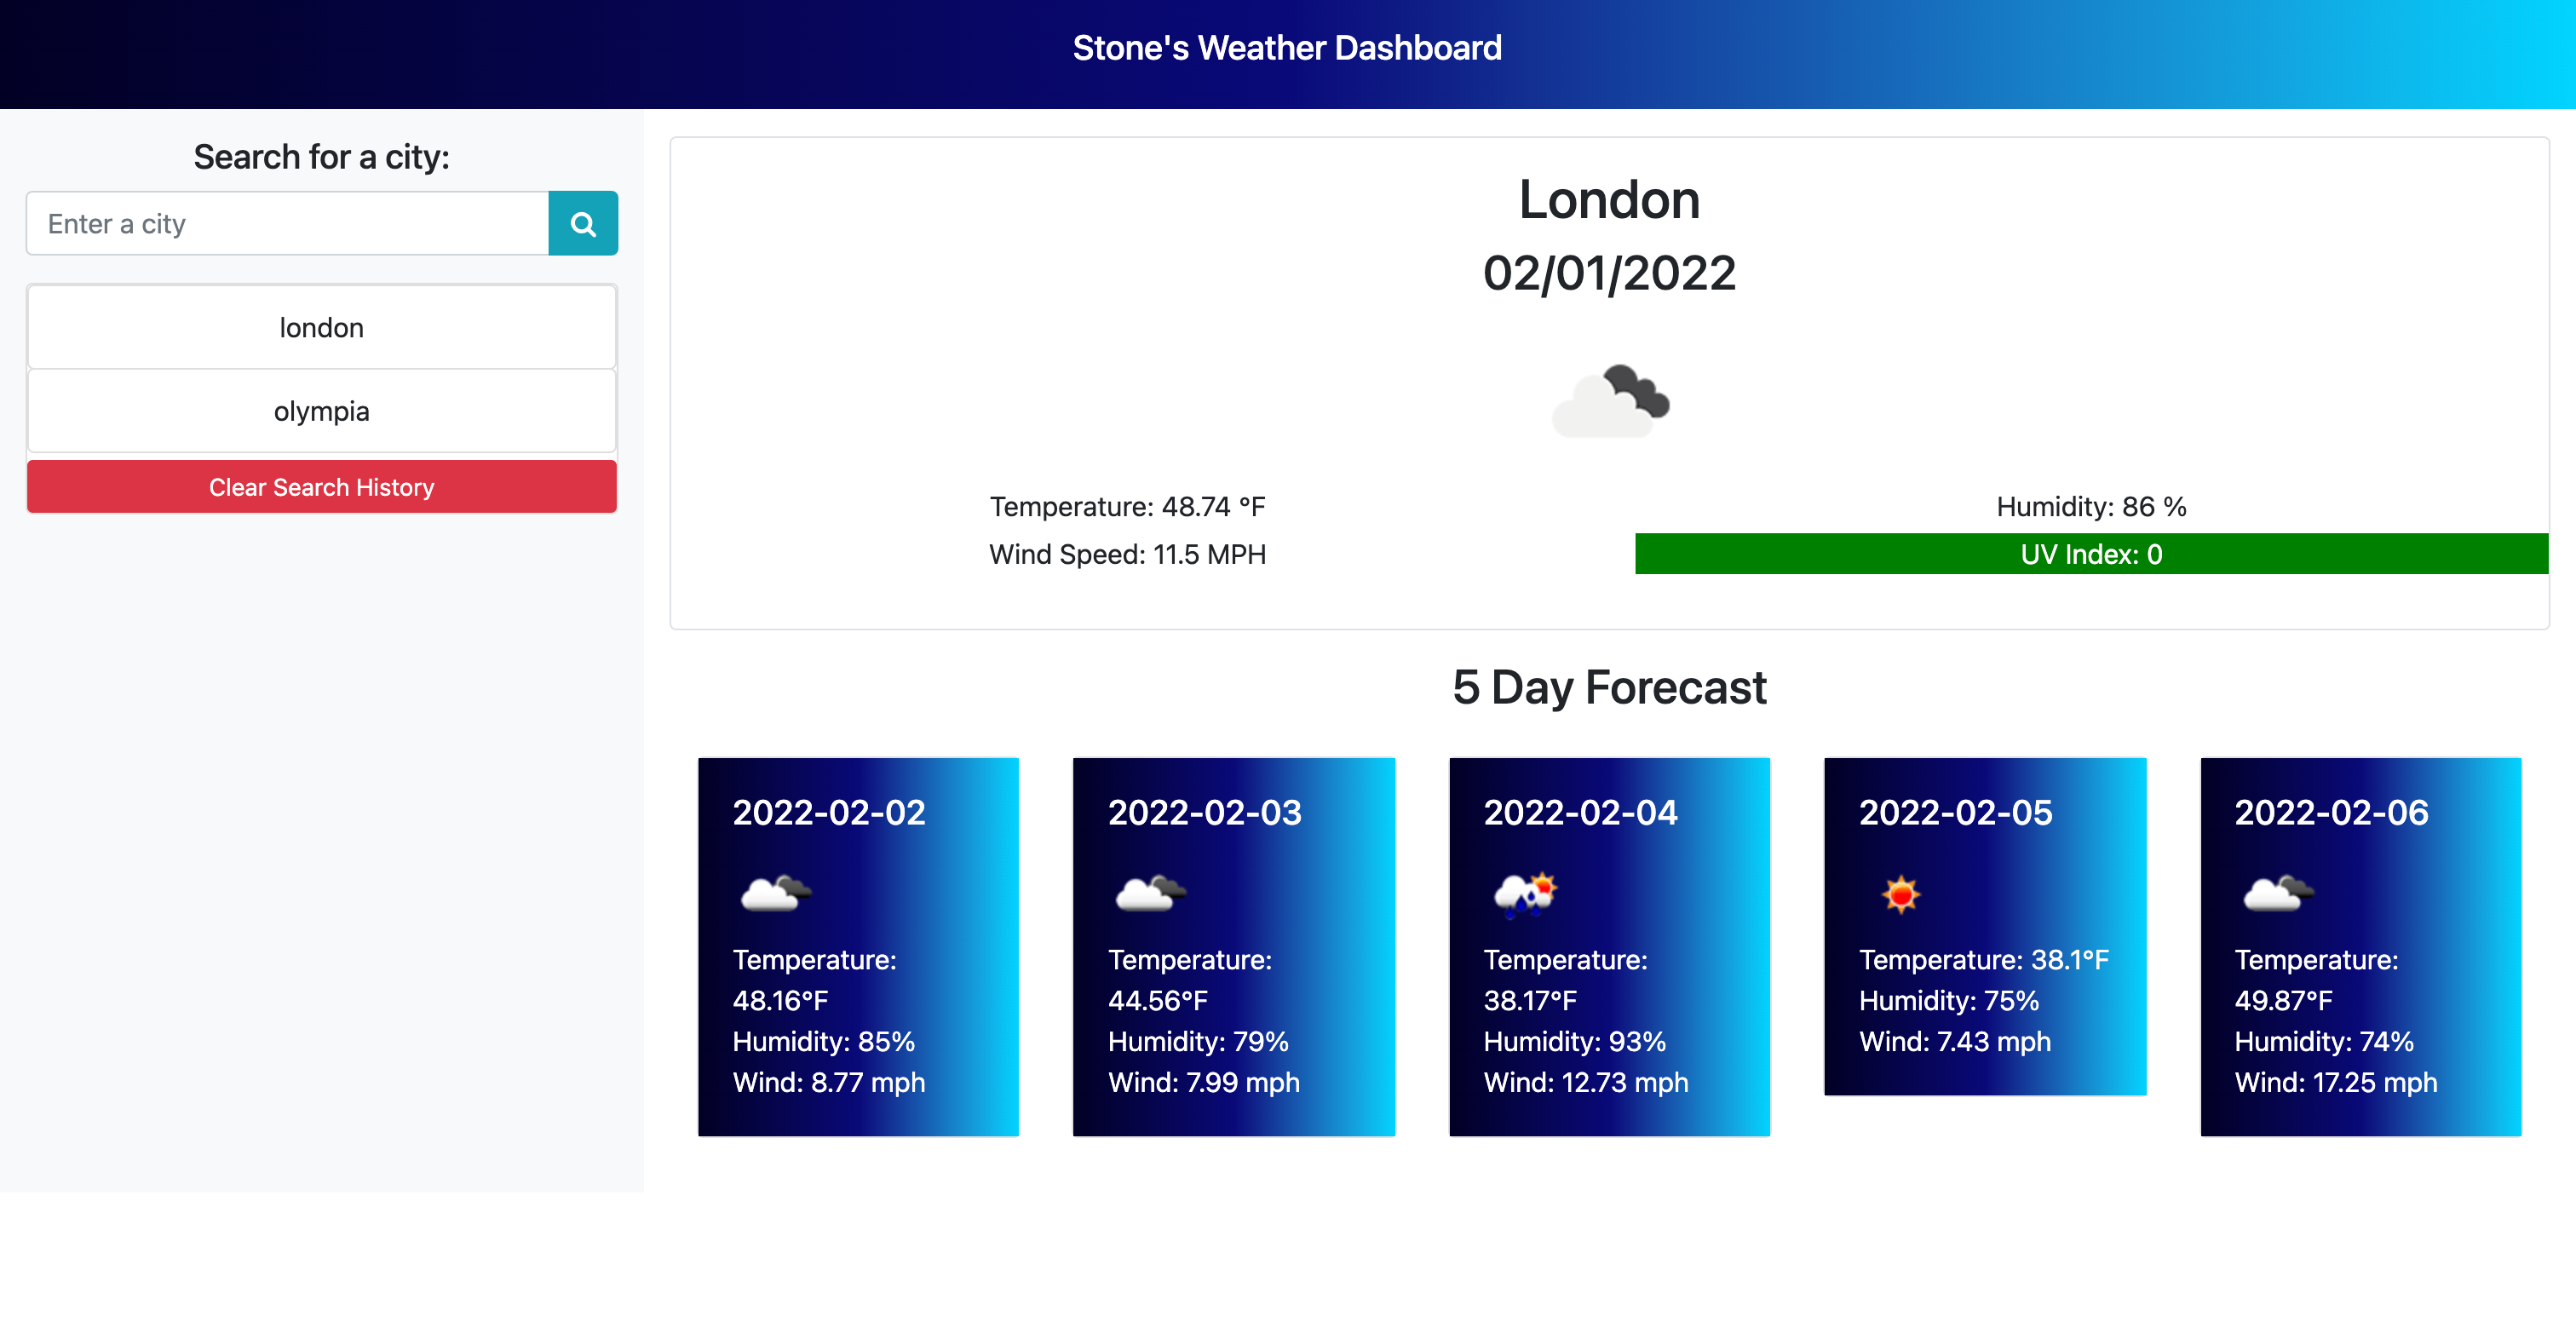 Stone's Weather Dashboard
Search for a city:
Enter a city
london
olympia
Clear Search History
London
02/01/2022
Temperature: 48.74 °F
Humidity: 86 %
Wind Speed: 11.5 MPH
UV Index: 0
5 Day Forecast
2022-02-02
Temperature:
48.16°F
Humidity: 85%
Wind: 8.77 mph
2022-02-03
Temperature:
44.56°F
Humidity: 79%
Wind: 7.99 mph
2022-02-04
Temperature:
38.17°F
Humidity: 93%
Wind: 12.73 mph
2022-02-05
Temperature: 38.1°F
Humidity: 75%
Wind: 7.43 mph
2022-02-06
Temperature:
49.87°F
Humidity: 74%
Wind: 17.25 mph